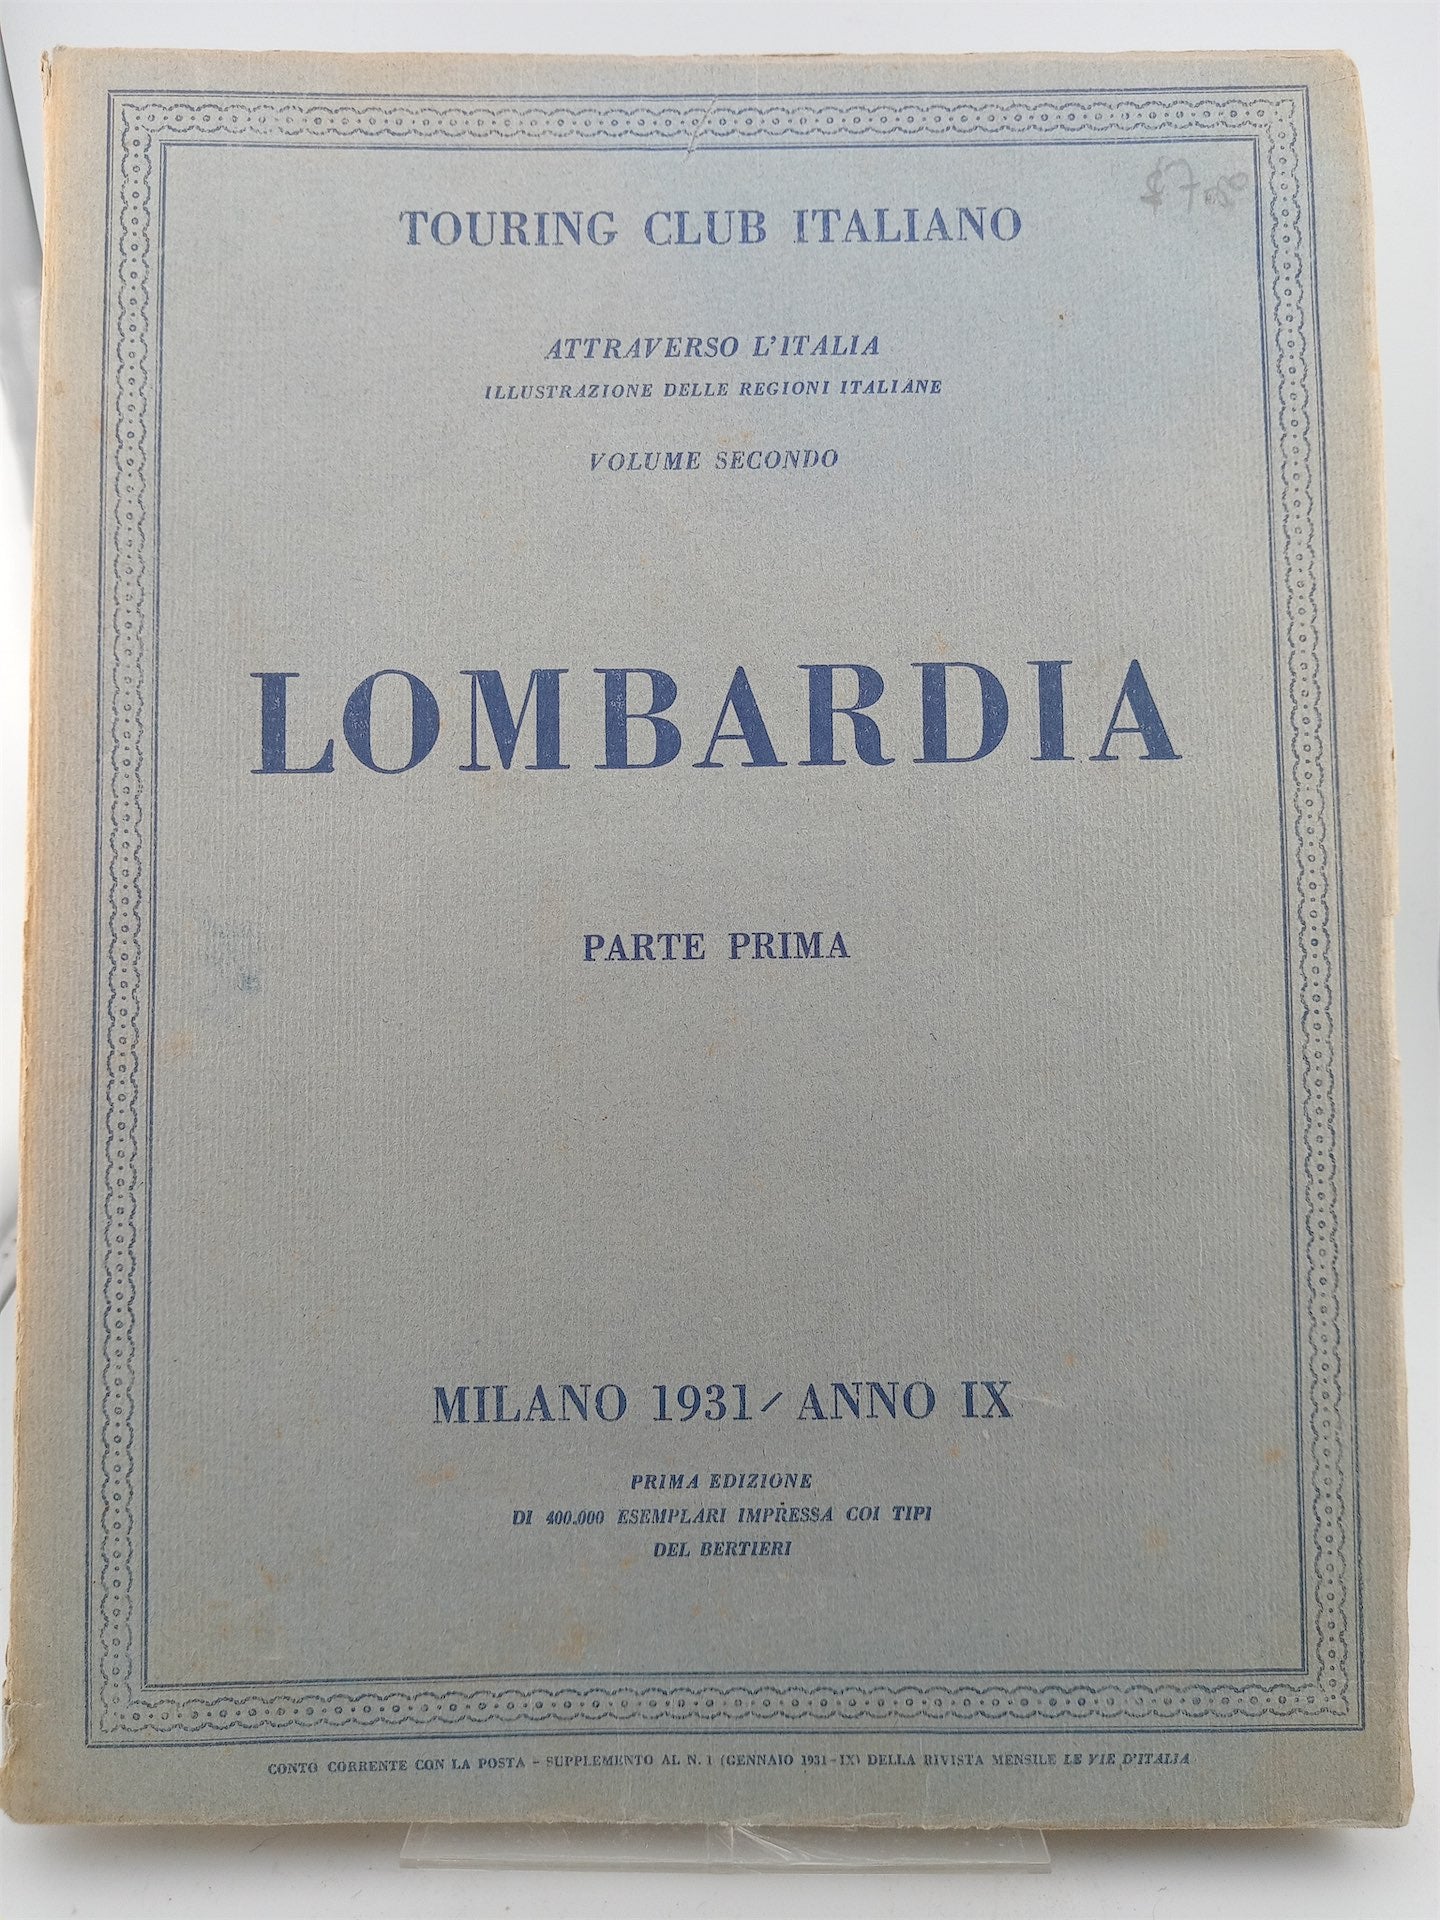 TOURING CLUB ITALIANO
ATTRAVERSO L'ITALIA
ILLUSTRAZIONE DELLE REGIONI ITALIANE
VOLUME SECONDO
LOMBARDIA
PARTE PRIMA
MILANO 1931 / ANNO IX
PRIMA EDIZIONE
DI 400.000 ESEMPLARI IMPRESSA COI TIPI
DEL BERTIERI
CONTO CORRENTE CON LA POSTA - SUPPLEMENTO AL N. 1 (GENNAIO 1931-IX) DELLA RIVISTA MENSILE LE VIE D'ITALIA